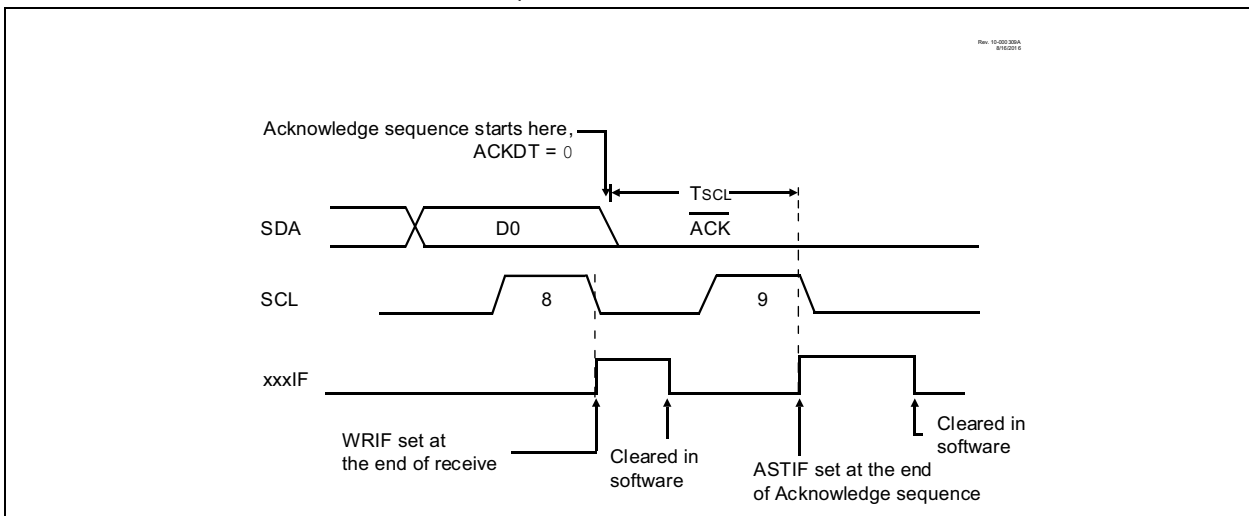 Rev. 10-000309A
8/16/2016
Acknowledge sequence starts here,
ACKDT = 0
TSCL
SDA
D0
ACK
SCL
8
9
xxxIF
WRIF set at
the end of receive
Cleared in
software
ASTIF set at the end
of Acknowledge sequence
Cleared in
software